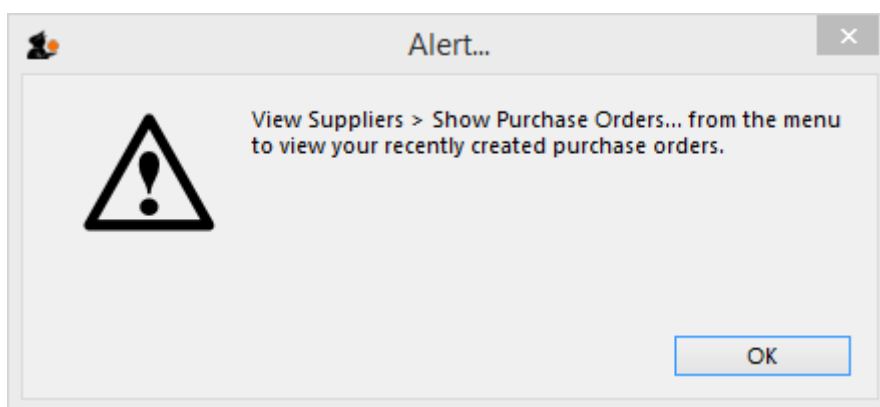 Alert...
View Suppliers > Show Purchase Orders... from the menu
to view your recently created purchase orders.
OK